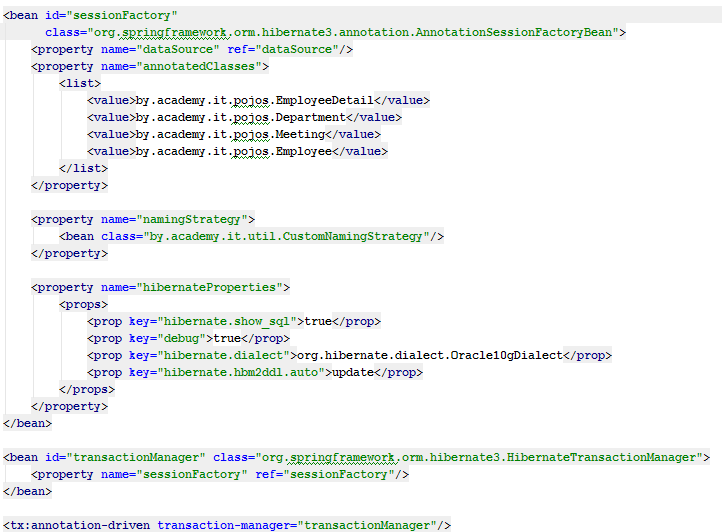 <bean id="sessionFactory"
class="org.springframework.orm.hibernate3.annotation.AnnotationSessionFactoryBean">
<property name="dataSource" ref="dataSource"/>
<property name="annotatedClasses">
<list>
<value>by.academy.it.pojos.EmployeeDetail</value>
<value>by.academy.it.pojos.Department</value>
<value>by.academy.it.pojos.Meeting</value>
<value>by.academy.it.pojos.Employee</value>
</list>
</property>
<property name="namingStrategy">
<bean class="by.academy.it.util.CustomNamingStrategy"/>
</property>
<property name="hibernateProperties">
<props>
<prop key="hibernate.show_sql">true</prop>
<prop key="debug">true</prop>
<prop key="hibernate.dialect">org.hibernate.dialect.Oracle10gDialect</prop>
<prop key="hibernate.hbm2ddl.auto">update</prop>
</props>
</property>
</bean>
<bean id="transactionManager" class="org.springframework.orm.hibernate3.HibernateTransactionManager">
<property name="sessionFactory" ref="sessionFactory"/>
</bean>
<tx:annotation-driven transaction-manager="transactionManager"/>